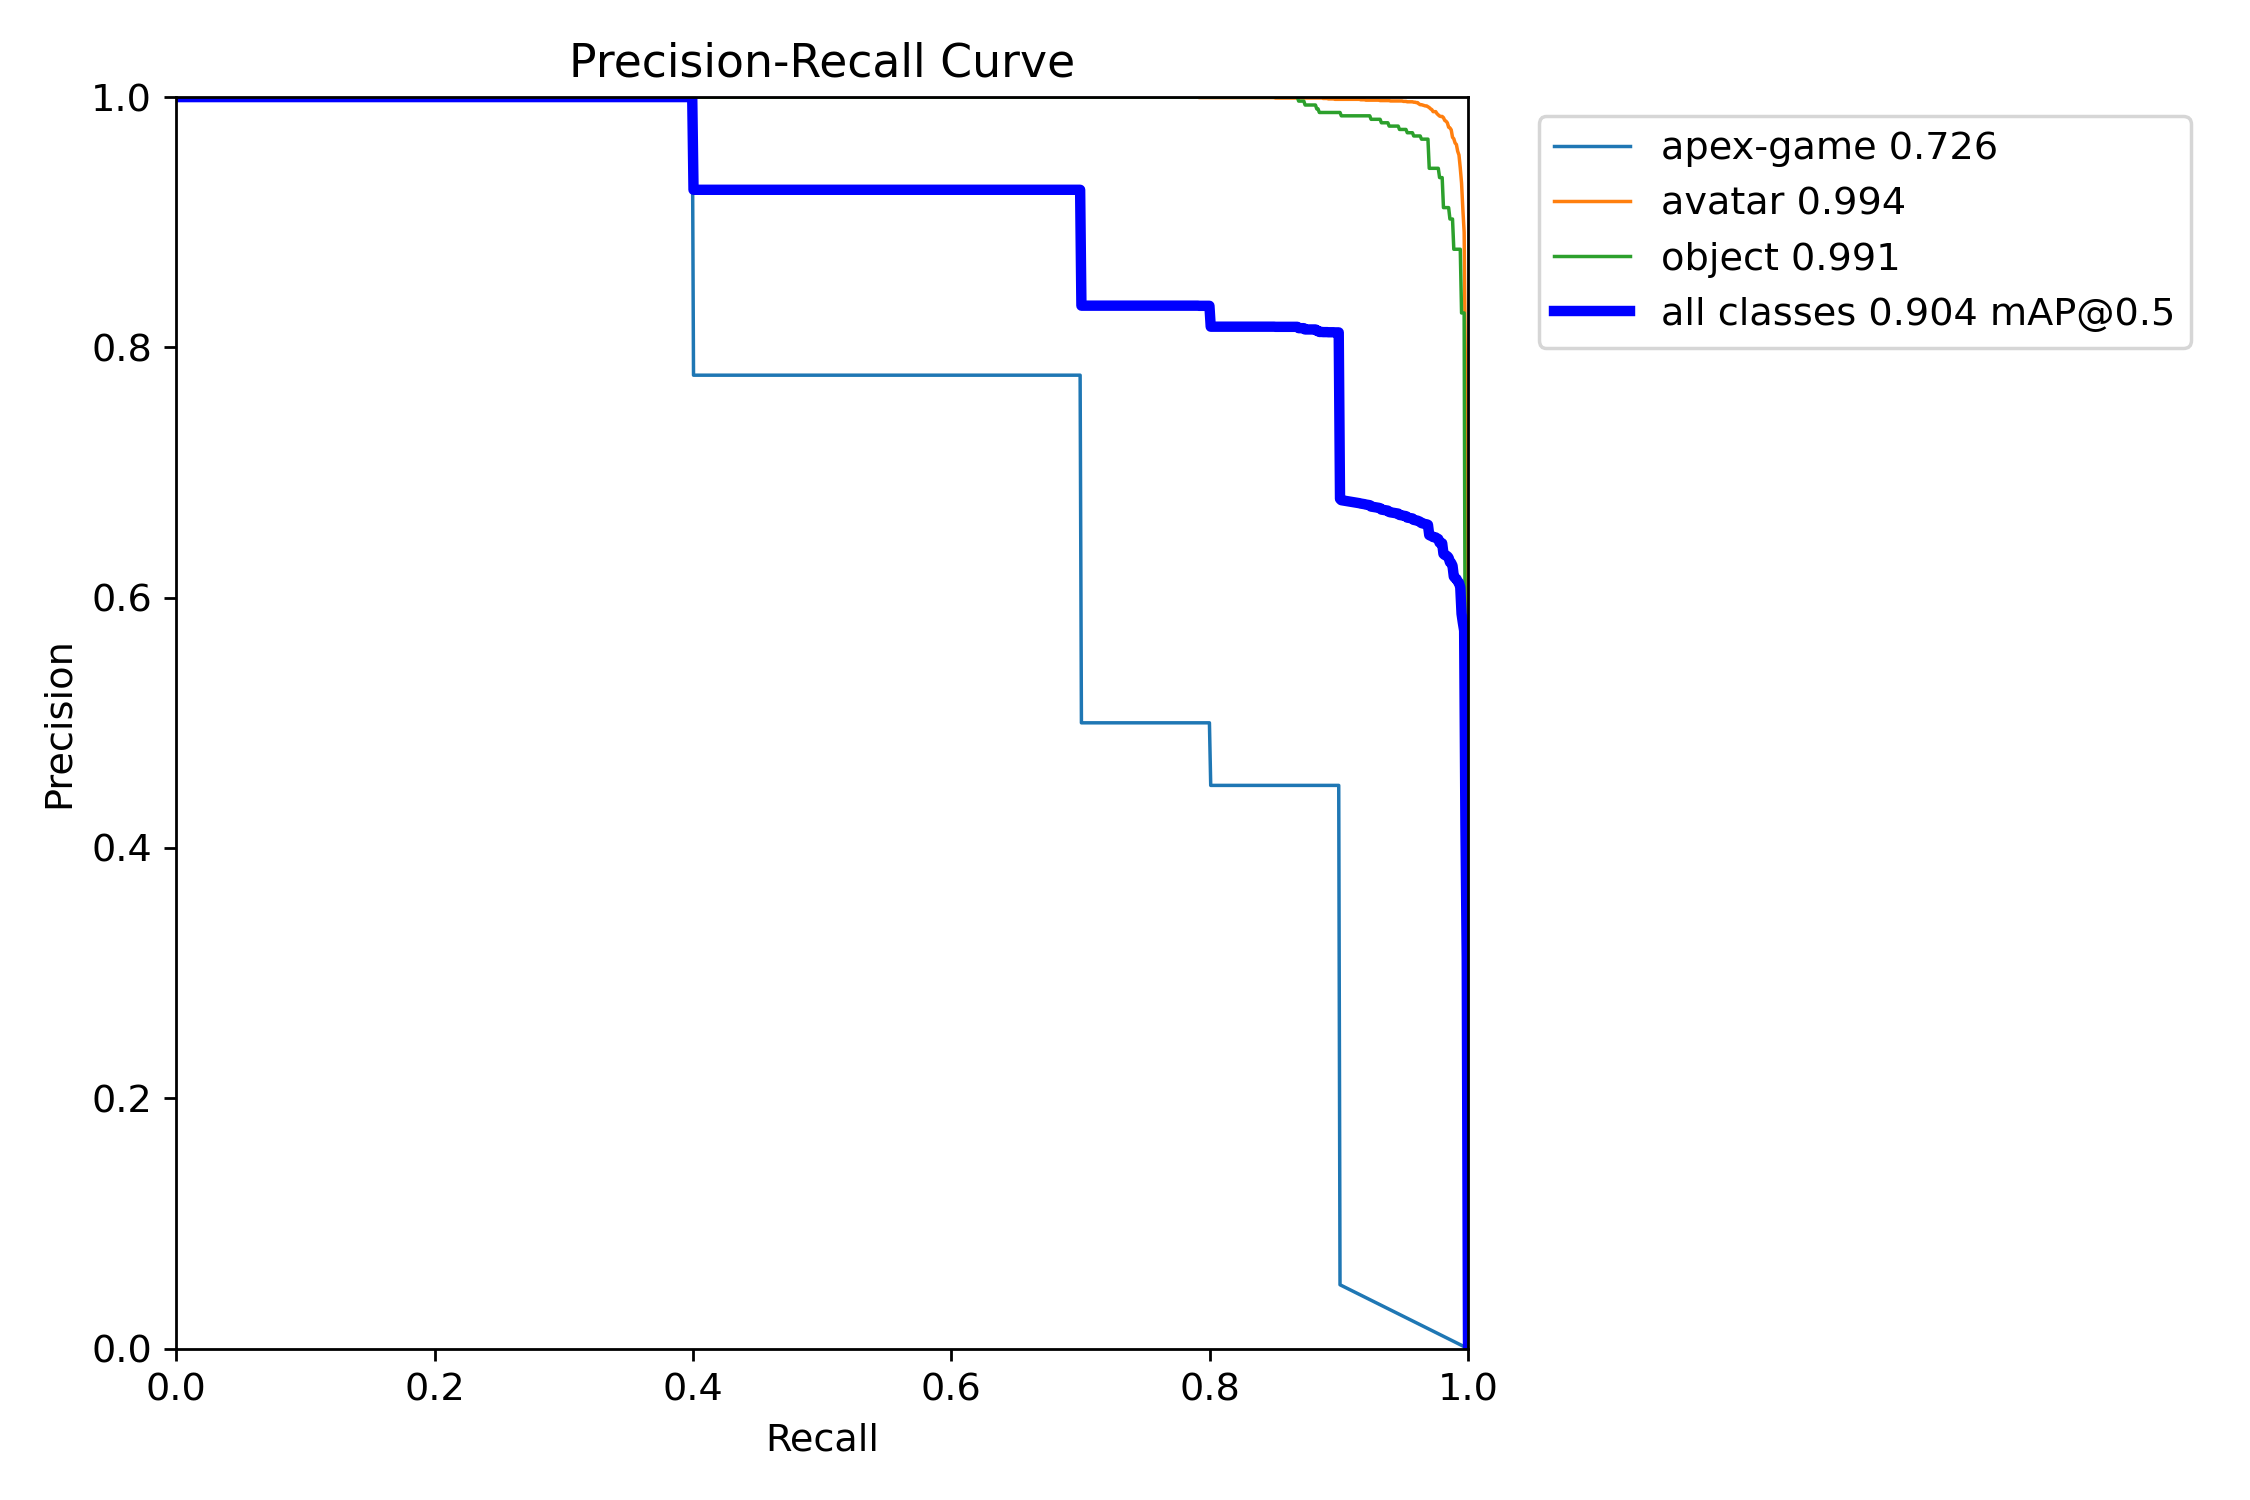 Precision-Recall Curve
1.0
0.8
0.6
0.4
0.2
0.0
Precision
0.0 0.2 0.4 0.6 0.8 1.0
Recall
apex-game 0.726
avatar 0.994
object 0.991
all classes 0.904 mAP@0.5